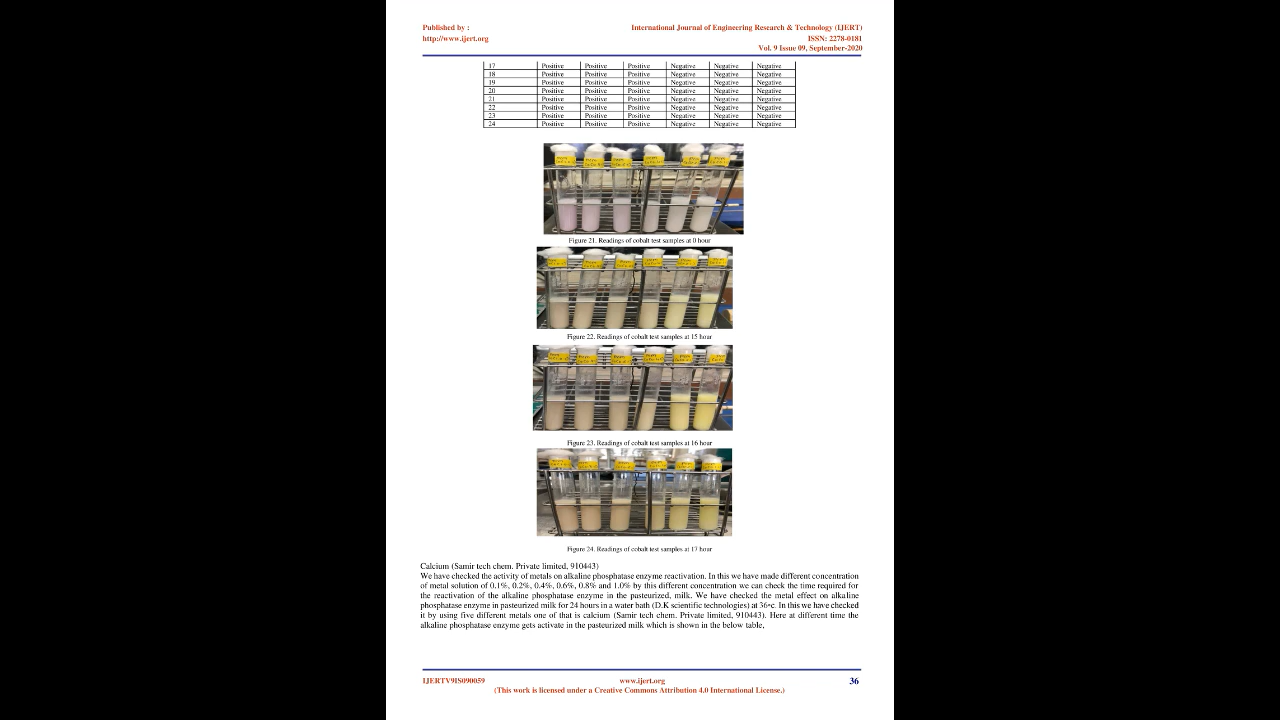 Published by :
International Journal of Engineering Research & Technology (IJERT)
http://www.ijert.org
ISSN: 2278-0181
Vol. 9 Issue 09, September-2020
17 Positive Positive Positive Negative Negative Negative
18 Positive Positive Positive Negative Negative Negative
19 Positive Positive Positive Negative Negative Negative
20 Positive Positive Positive Negative Negative Negative
21 Positive Positive Positive Negative Negative Negative
22 Positive Positive Positive Negative Negative Negative
23 Positive Positive Positive Negative Negative Negative
24 Positive Positive Positive Negative Negative Negative
Figure 21. Readings of cobalt test samples at 0 hour
Figure 22. Readings of cobalt test samples at 15 hour
Figure 23. Readings of cobalt test samples at 16 hour
Figure 24. Readings of cobalt test samples at 17 hour
Calcium (Samir tech chem. Private limited, 910443)
We have checked the activity of metals on alkaline phosphatase enzyme reactivation. In this we have made different concentration
of metal solution of 0.1%, 0.2%, 0.4%, 0.6%, 0.8% and 1.0% by this different concentration we can check the time required for
the reactivation of the alkaline phosphatase enzyme in the pasteurized, milk. We have checked the metal effect on alkaline
phosphatase enzyme in pasteurized milk for 24 hours in a water bath (D.K scientific technologies) at 36◦c. In this we have checked
it by using five different metals one of that is calcium (Samir tech chem. Private limited, 910443). Here at different time the
alkaline phosphatase enzyme gets activate in the pasteurized milk which is shown in the below table,
IJERTV9IS090059
www.ijert.org
36
(This work is licensed under a Creative Commons Attribution 4.0 International License.)